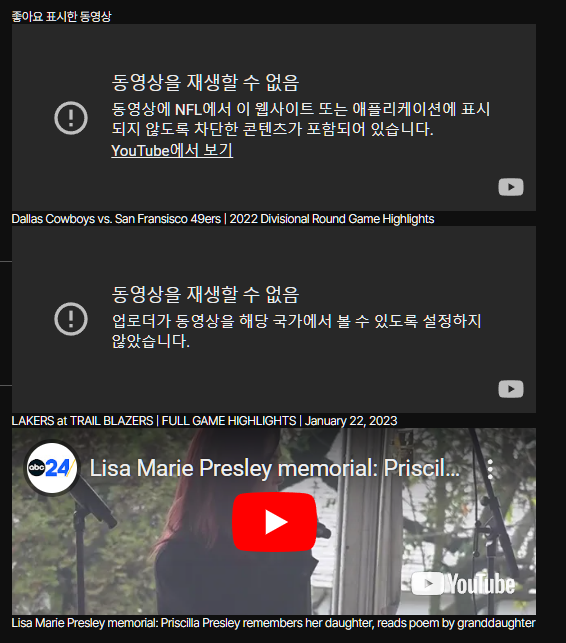 좋아요 표시한 동영상
동영상을 재생할 수 없음
동영상에 NFL에서 이 웹사이트 또는 애플리케이션에 표시
되지 않도록 차단한 콘텐츠가 포함되어 있습니다.
YouTube에서 보기
Dallas Cowboys vs. San Fransisco 49ers | 2022 Divisional Round Game Highlights
동영상을 재생할 수 없음
업로더가 동영상을 해당 국가에서 볼 수 있도록 설정하지
않았습니다.
LAKERS at TRAIL BLAZERS | FULL GAME HIGHLIGHTS | January 22, 2023
abc 24 Lisa Marie Presley memorial: Priscil...
YouTube
Lisa Marie Presley memorial: Priscilla Presley remembers her daughter, reads poem by granddaughter